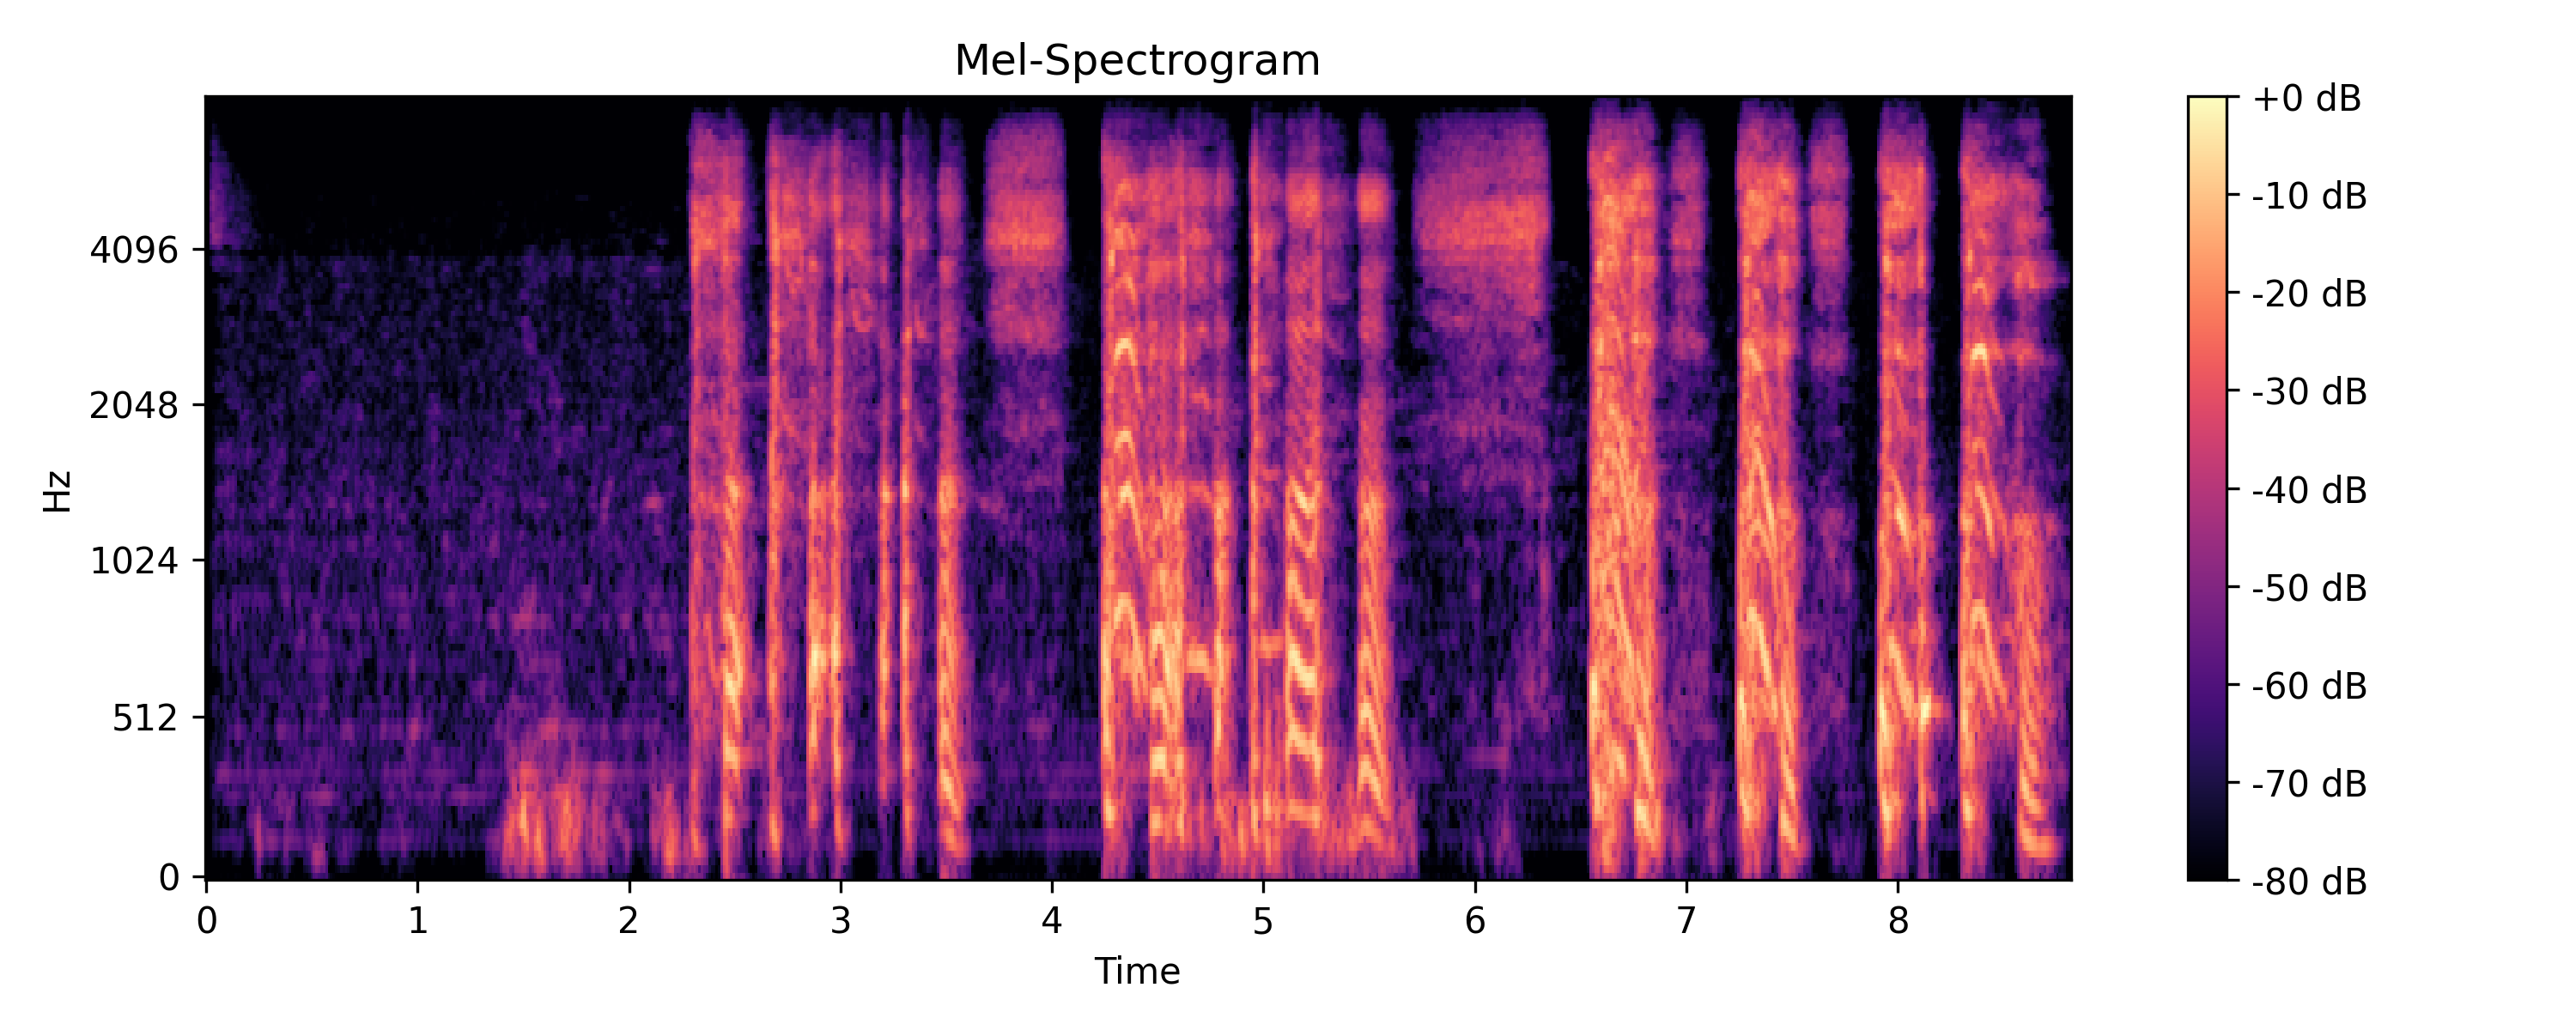 Mel-Spectrogram
+0 dB
-10 dB
-20 dB
-30 dB
-40 dB
-50 dB
-60 dB
-70 dB
-80 dB
Hz
4096
2048
1024
512
0
0 1 2 3 4 5 6 7 8
Time